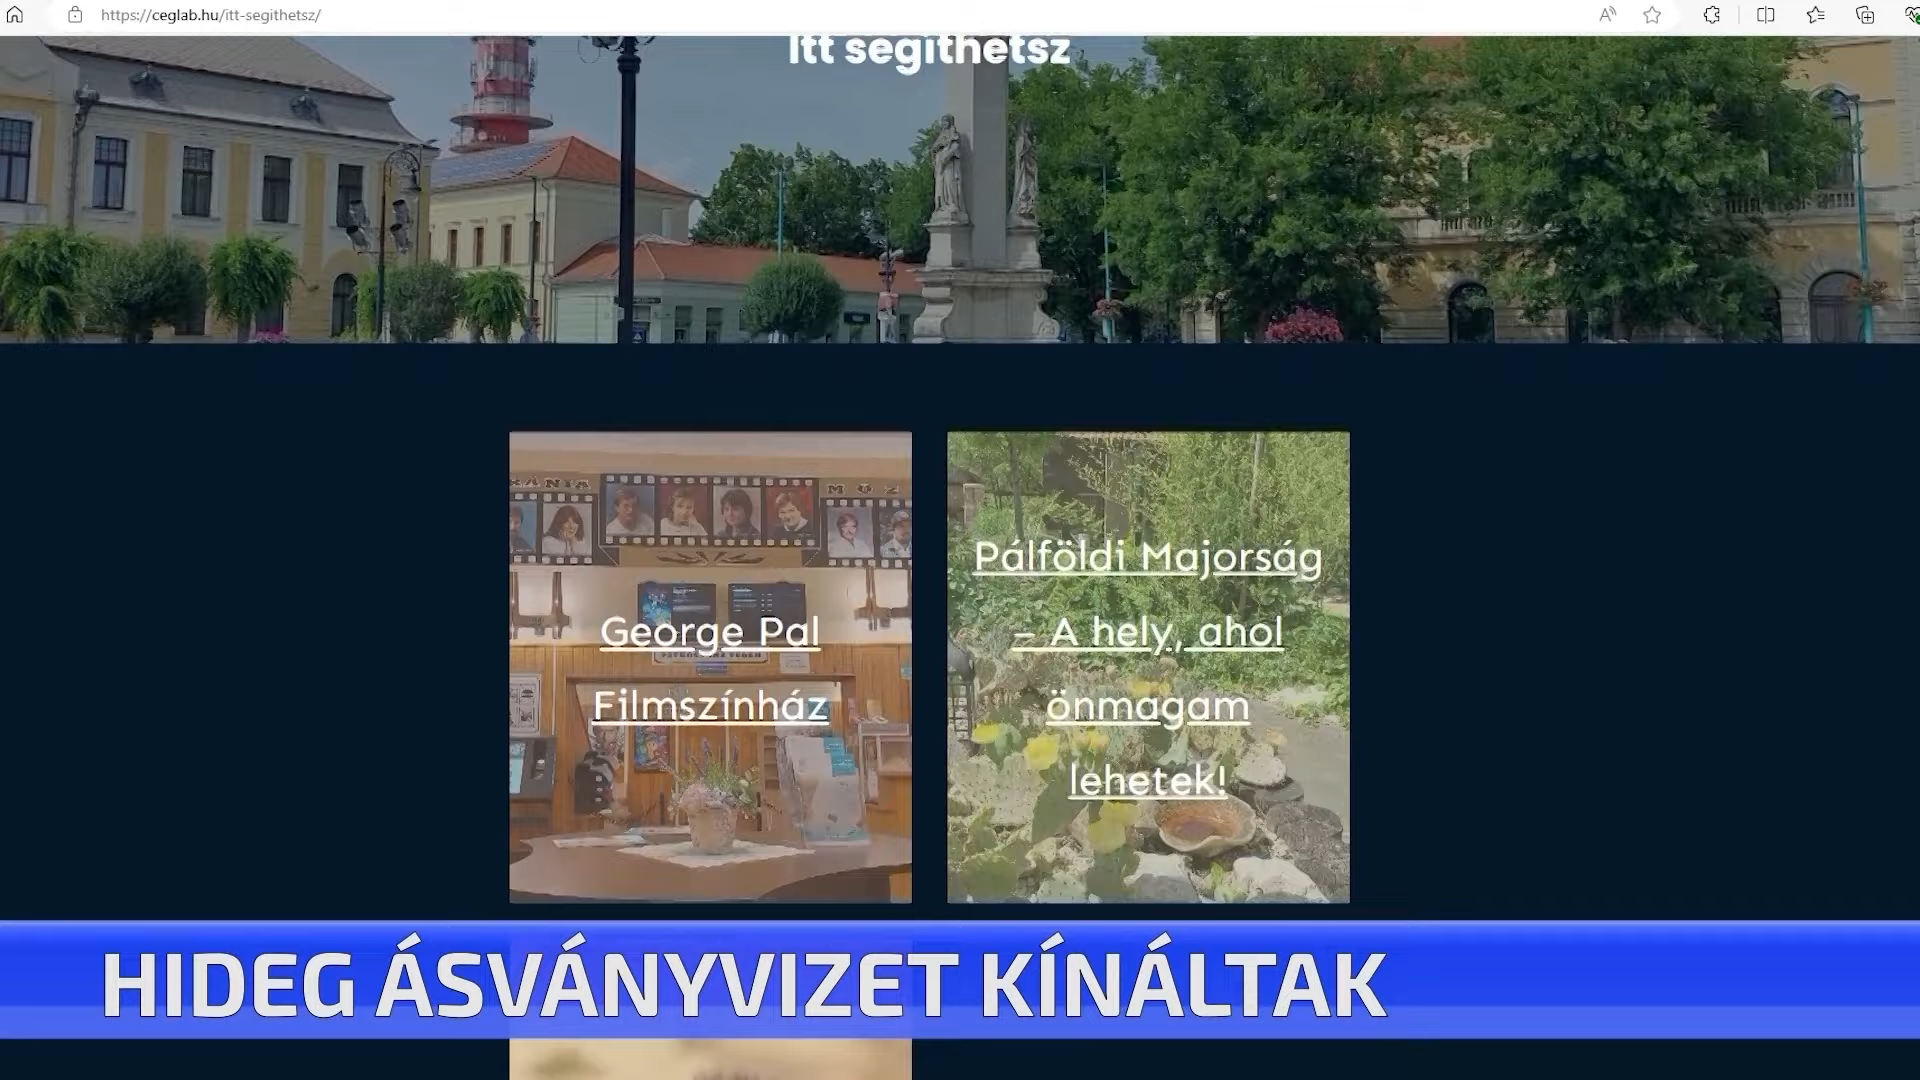 https://ceglab.hu/itt-segithetsz/
Itt segíthetsz
George Pal
Filmszínház
Pálföldi Majorság
– A hely, ahol
önmagam
lehetek!
HIDEG ÁSVÁNYVIZET KÍNÁLTAK